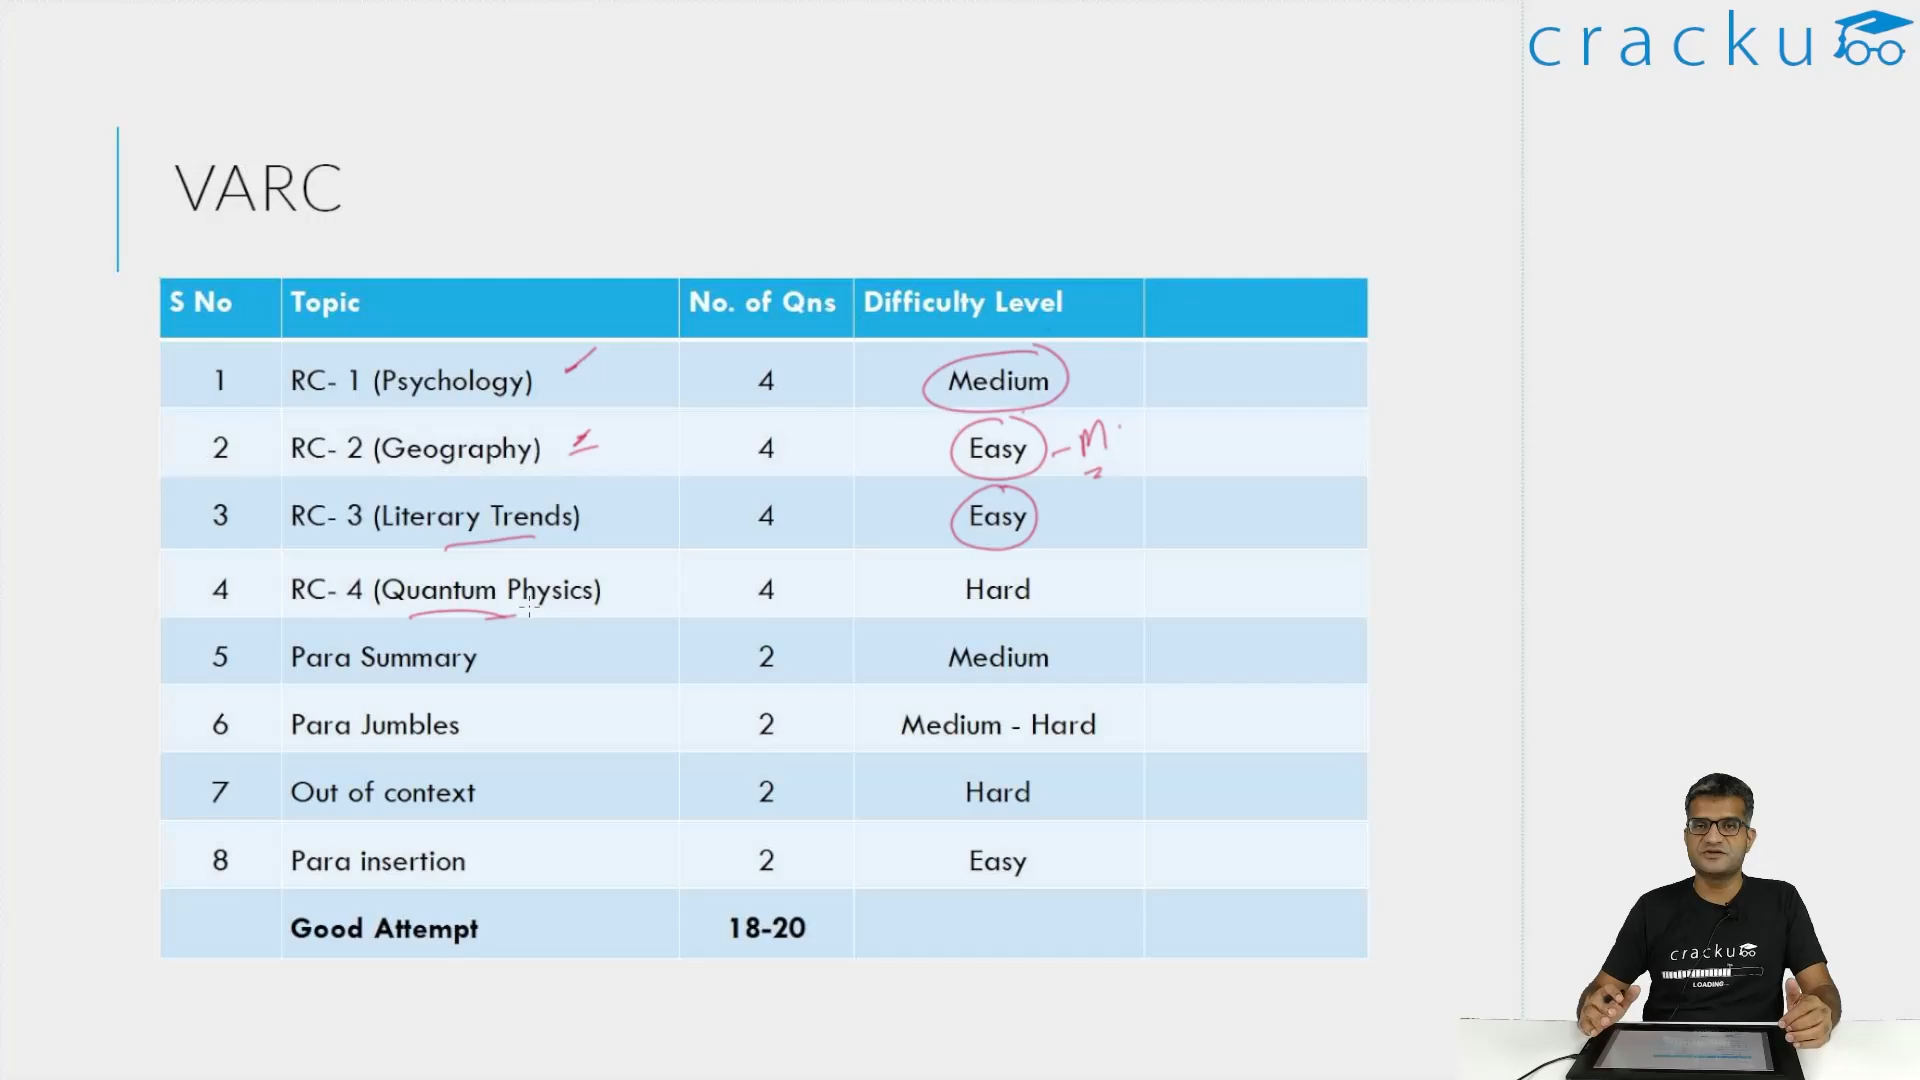 cracku
VARC
S No Topic No. of Qns Difficulty Level
1 RC- 1 (Psychology) 4 Medium
2 RC- 2 (Geography) 4 Easy - M
3 RC- 3 (Literary Trends) 4 Easy
4 RC- 4 (Quantum Physics) 4 Hard
5 Para Summary 2 Medium
6 Para Jumbles 2 Medium - Hard
7 Out of context 2 Hard
8 Para insertion 2 Easy
Good Attempt 18-20
cracku
LOADING...